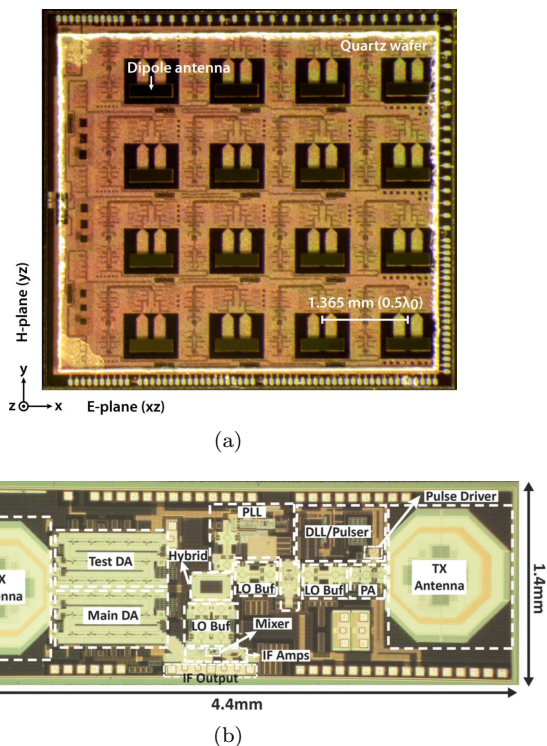 Quartz wafer
Dipole antenna
1.365 mm (0.5λ0)
H-plane (yz)
y
z
x
E-plane (xz)
(a)
Pulse Driver
PLL
DLL/Pulser
Hybrid
Test DA
X
TX
enna
Antenna
LO Buf
LO Buf
PA
Main DA
LO Buf
Mixer
IF Amps
IF Output
1.4mm
4.4mm
(b)